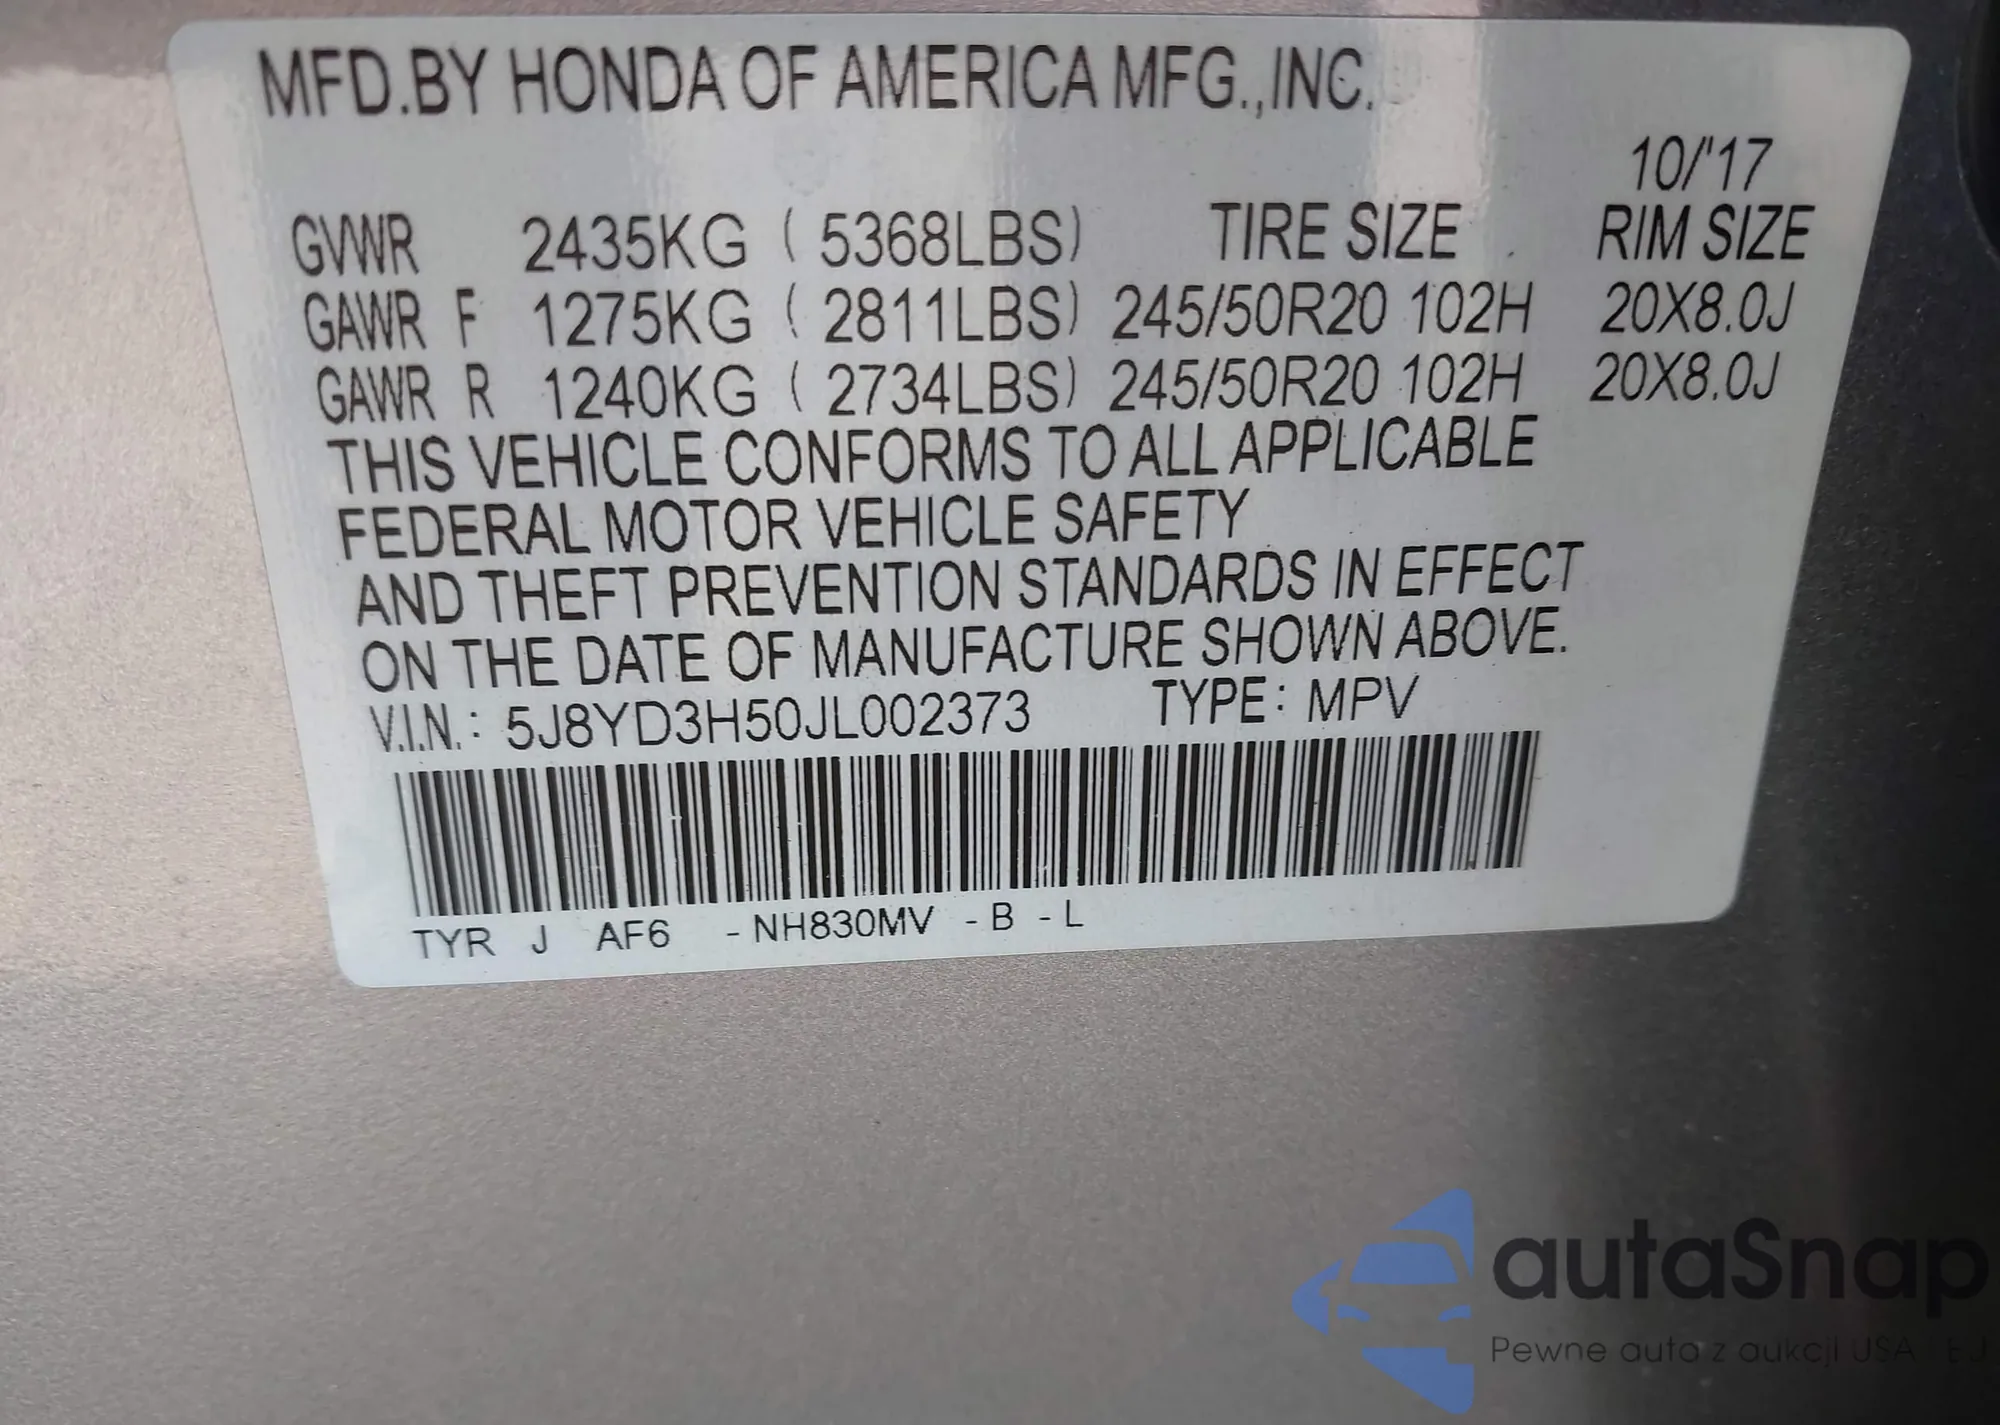 MFD.BY HONDA OF AMERICA MFG.,INC.
10/'17
GVWR 2435KG ( 5368LBS) TIRE SIZE RIM SIZE
GAWR F 1275KG ( 2811LBS) 245/50R20 102H 20X8.0J
GAWR R 1240KG ( 2734LBS) 245/50R20 102H 20X8.0J
THIS VEHICLE CONFORMS TO ALL APPLICABLE
FEDERAL MOTOR VEHICLE SAFETY
AND THEFT PREVENTION STANDARDS IN EFFECT
ON THE DATE OF MANUFACTURE SHOWN ABOVE.
V.I.N.: 5J8YD3H50JL002373 TYPE: MPV
TYR J AF6 -NH830MV -B -L
autaSnap
Pewne auta z aukcji USA